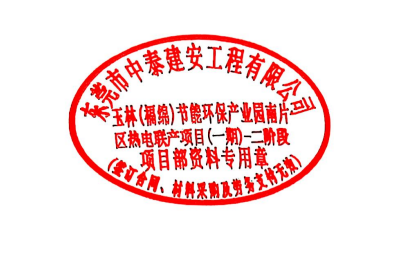 东莞市中泰建安工程有限公司
玉林(福绵)节能环保产业园南片
区热电联产项目(一期)-二阶段
项目部资料专用章
(签订合同、材料采购及劳务支付无效)